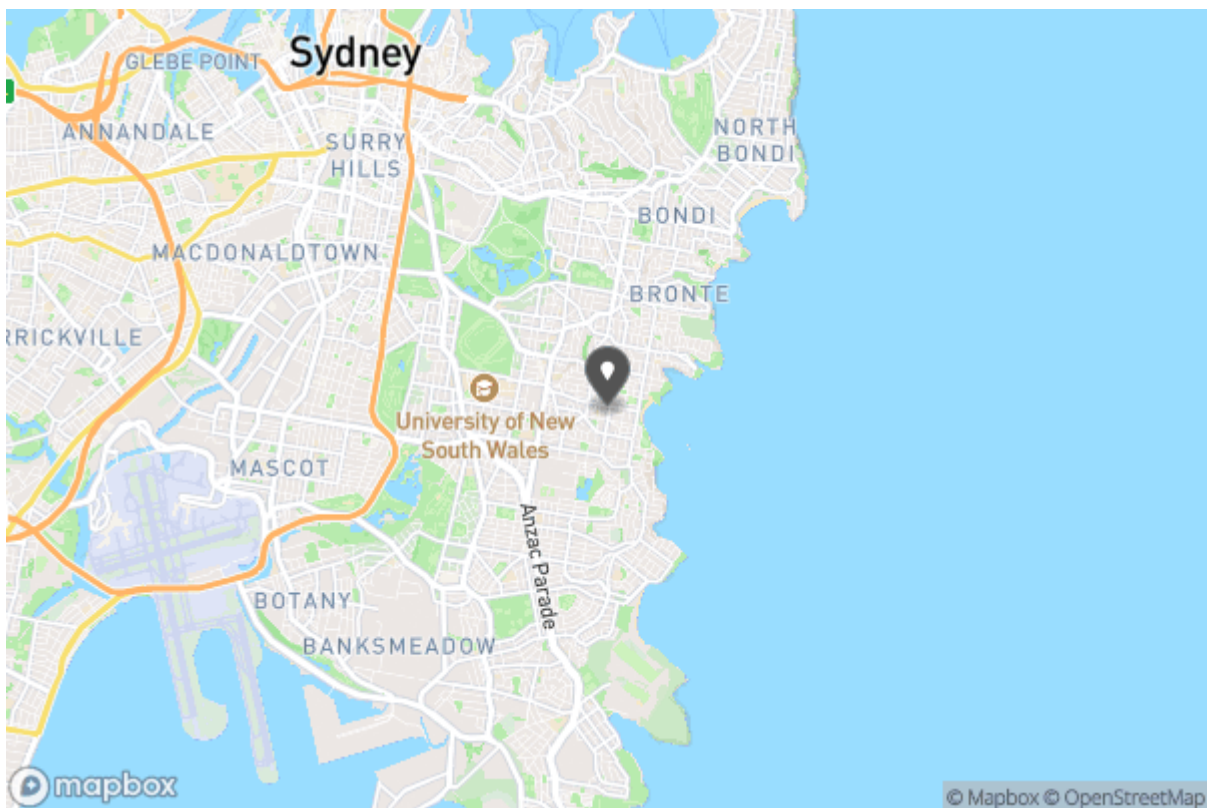 Sydney
GLEBE POINT
ANNANDALE
SURRY
HILLS
NORTH
BONDI
BONDI
MACDONALDTOWN
BRONTE
RRICKVILLE
University of New
South Wales
MASCOT
Anzac Parade
BOTANY
BANKSMEADOW
mapbox
© Mapbox © OpenStreetMap